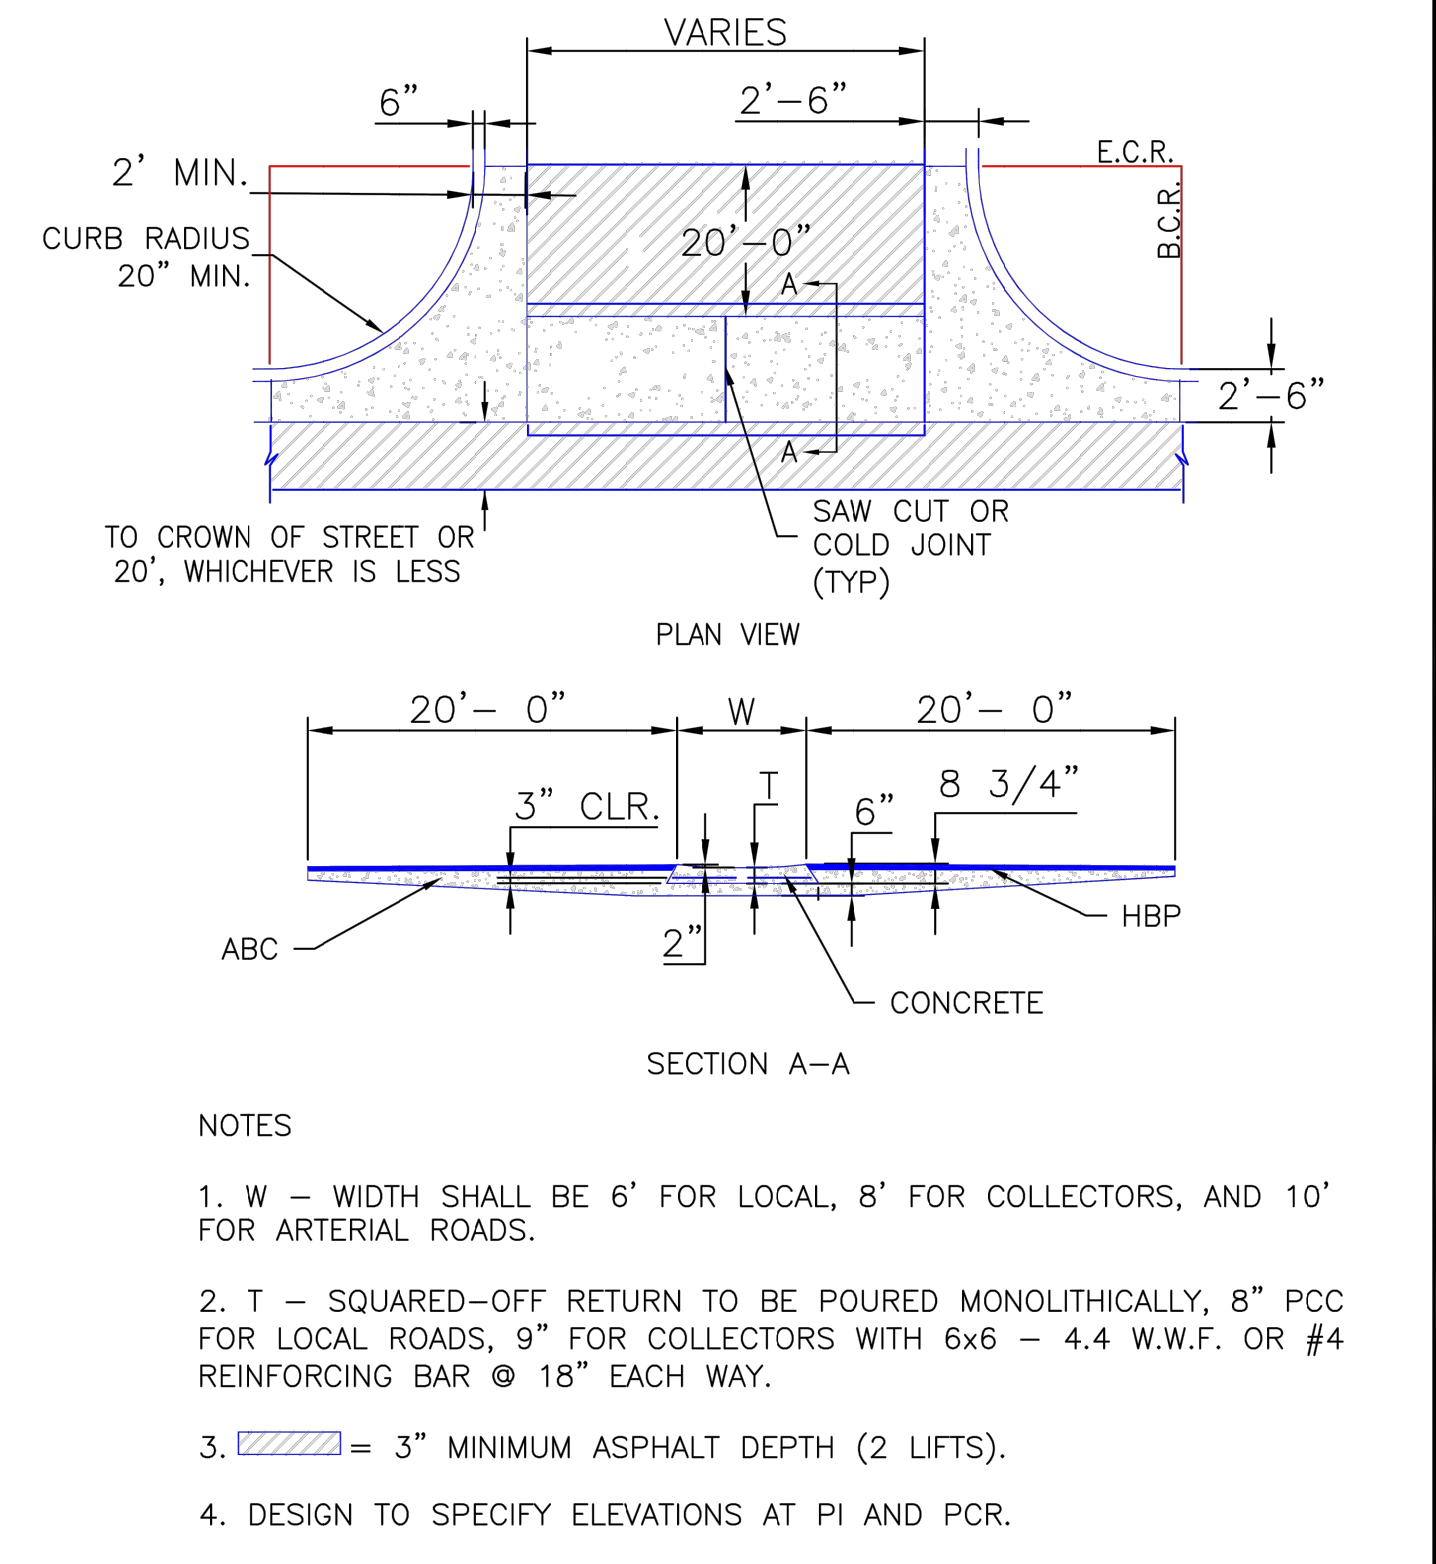 VARIES
6”
2’-6”
E.C.R.
2’ MIN.
B.C.R.
CURB RADIUS
20” MIN.
20’-0”
A
2’-6”
A
SAW CUT OR
COLD JOINT
(TYP)
TO CROWN OF STREET OR
20’, WHICHEVER IS LESS
PLAN VIEW
20’- 0”
W
20’- 0”
T
8 3/4”
3” CLR.
6”
HBP
ABC
2”
CONCRETE
SECTION A-A
NOTES
1. W - WIDTH SHALL BE 6’ FOR LOCAL, 8’ FOR COLLECTORS, AND 10’
FOR ARTERIAL ROADS.
2. T - SQUARED-OFF RETURN TO BE POURED MONOLITHICALLY, 8” PCC
FOR LOCAL ROADS, 9” FOR COLLECTORS WITH 6x6 - 4.4 W.W.F. OR #4
REINFORCING BAR @ 18” EACH WAY.
3. = 3” MINIMUM ASPHALT DEPTH (2 LIFTS).
4. DESIGN TO SPECIFY ELEVATIONS AT PI AND PCR.